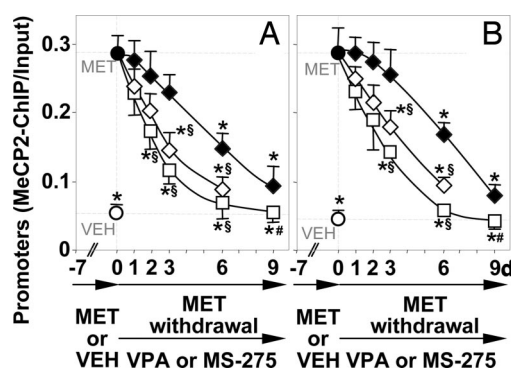 A
B
Promoters (MeCP2-ChIP/Input)
0.3
0.2
0.1
0
MET
VEH
*
*§
*§
*§
*§
*§
*
*
*#
MET
VEH
*
*§
*§
*§
*
*
*#
-7 0 1 2 3 6 9
-7 0 1 2 3 6 9d
MET
or
VEH
MET
withdrawal
VPA or MS-275
MET
or
VEH
MET
withdrawal
VPA or MS-275